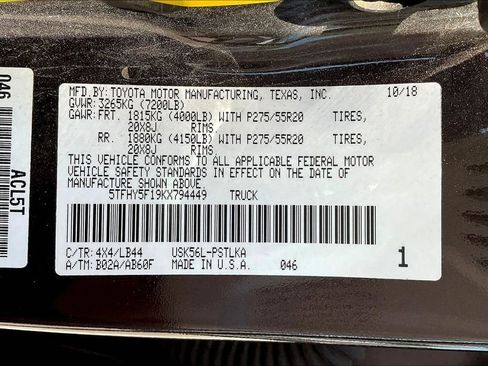 MFD.BY:TOYOTA MOTOR MANUFACTURING, TEXAS, INC. 10/18
GVWR: 3265KG (7200LB)
GAWR:FRT. 1815KG (4000LB) WITH P275/55R20 TIRES,
20X8J RIMS
RR. 1880KG (4150LB) WITH P275/55R20 TIRES,
20X8J RIMS
THIS VEHICLE CONFORMS TO ALL APPLICABLE FEDERAL MOTOR
VEHICLE SAFETY STANDARDS IN EFFECT ON THE DATE OF
MANUFACTURE SHOWN ABOVE.
5TFHY5F19KX794449 TRUCK
C/TR: 4X4/LB44 USK56L-PSTLKA
A/TM: B02A/AB60F MADE IN U.S.A. 046 1
046
ACL5T